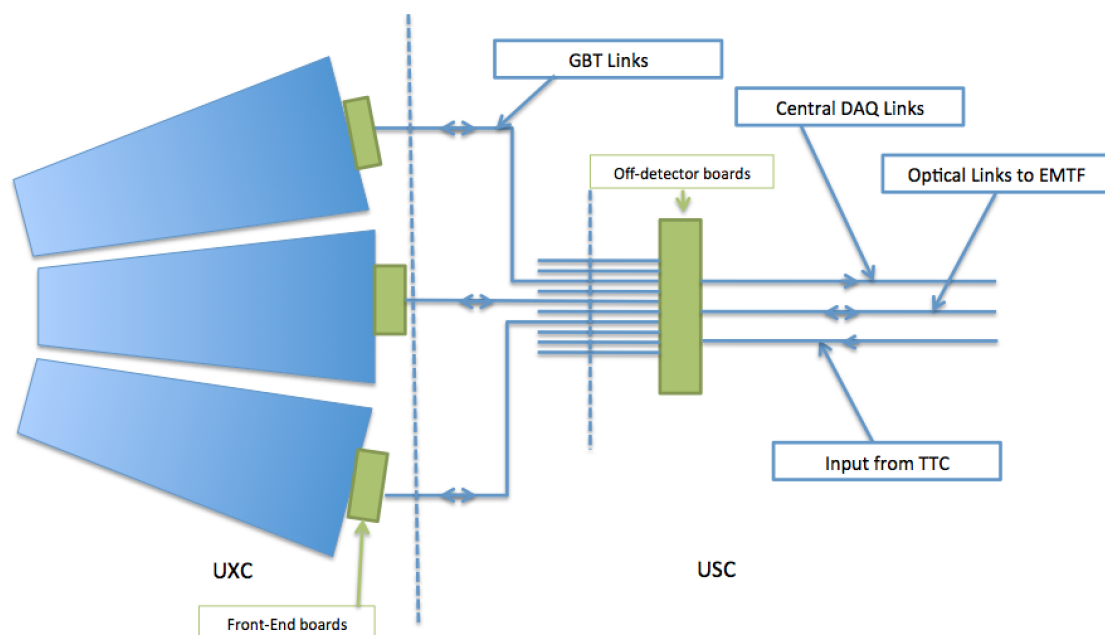 GBT Links
Central DAQ Links
Off-detector boards
Optical Links to EMTF
Input from TTC
UXC
USC
Front-End boards